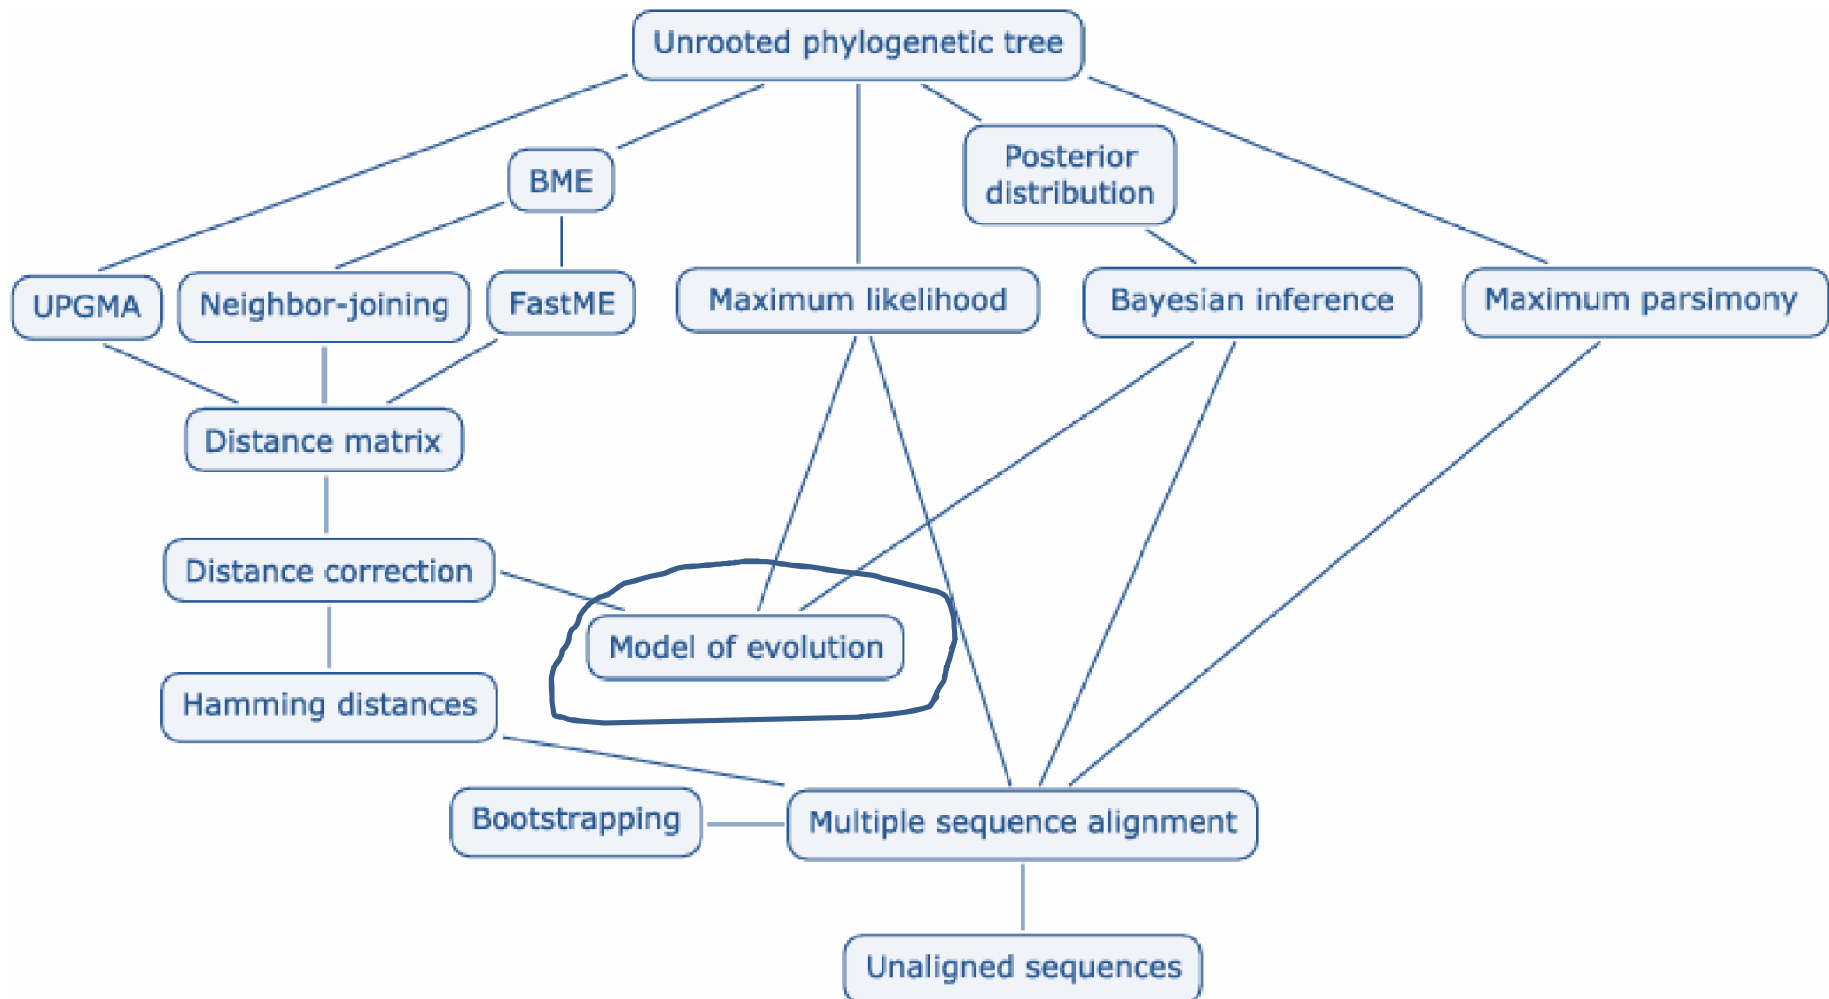 Unrooted phylogenetic tree
Posterior
distribution
BME
UPGMA
Neighbor-joining
FastME
Maximum likelihood
Bayesian inference
Maximum parsimony
Distance matrix
Distance correction
Model of evolution
Hamming distances
Bootstrapping
Multiple sequence alignment
Unaligned sequences